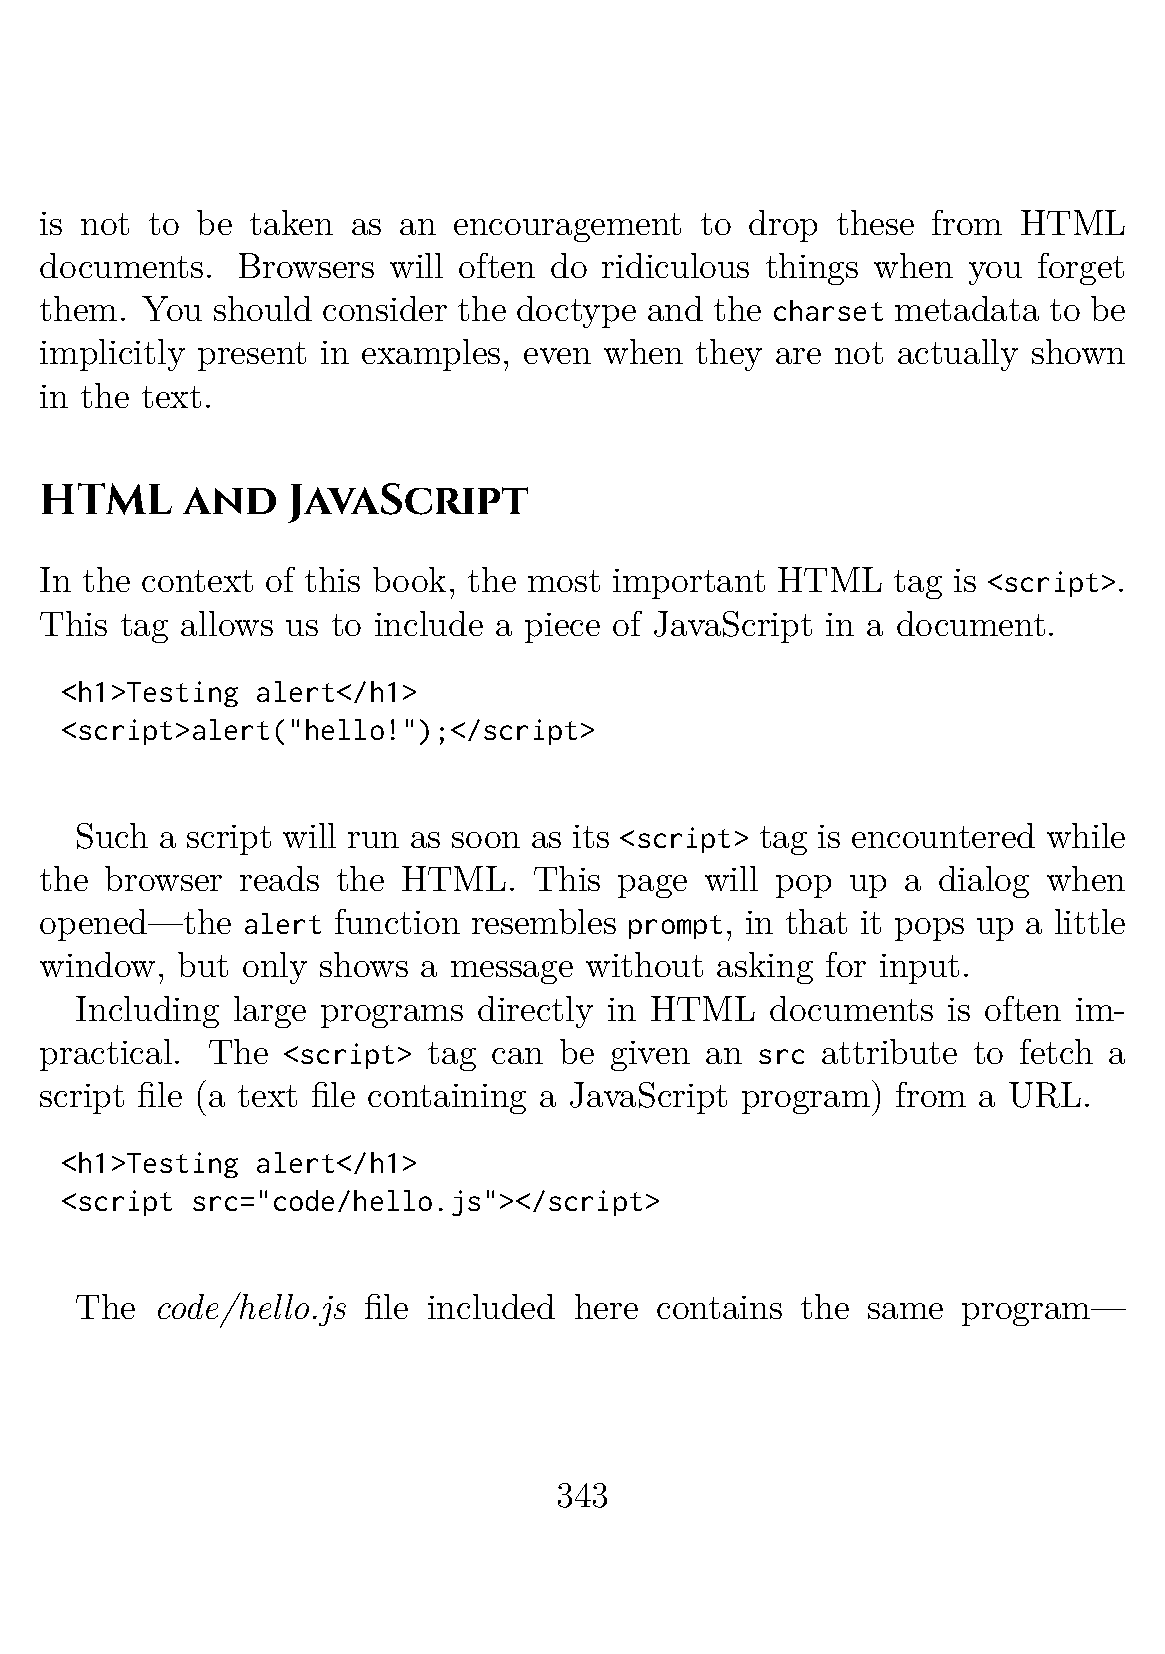 is not to be taken as an encouragement to drop these from HTML
documents. Browsers will often do ridiculous things when you forget
them. You should consider the doctype and the charset metadata to be
implicitly present in examples, even when they are not actually shown
in the text.
HTML and JavaScript
In the context of this book, the most important HTML tag is <script>.
This tag allows us to include a piece of JavaScript in a document.
<h1>Testing alert</h1>
<script>alert("hello!");</script>
Such a script will run as soon as its <script> tag is encountered while
the browser reads the HTML. This page will pop up a dialog when
opened—the alert function resembles prompt, in that it pops up a little
window, but only shows a message without asking for input.
Including large programs directly in HTML documents is often im-
practical. The <script> tag can be given an src attribute to fetch a
script file (a text file containing a JavaScript program) from a URL.
<h1>Testing alert</h1>
<script src="code/hello.js"></script>
The code/hello.js file included here contains the same program—
343